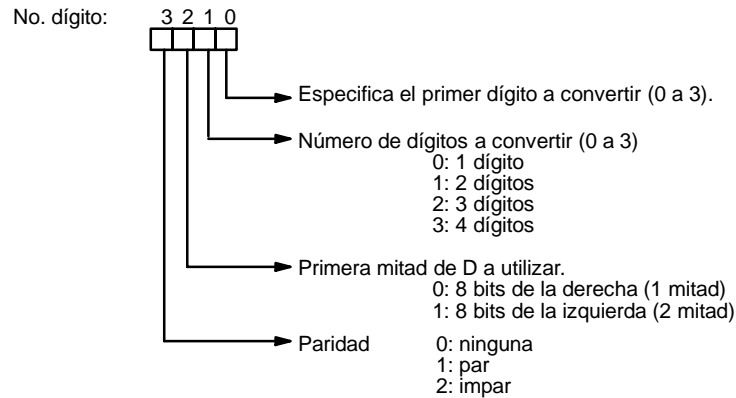 No. dígito: 3 2 1 0
Especifica el primer dígito a convertir (0 a 3).
Número de dígitos a convertir (0 a 3)
0: 1 dígito
1: 2 dígitos
2: 3 dígitos
3: 4 dígitos
Primera mitad de D a utilizar.
0: 8 bits de la derecha (1 mitad)
1: 8 bits de la izquierda (2 mitad)
Paridad 0: ninguna
1: par
2: impar